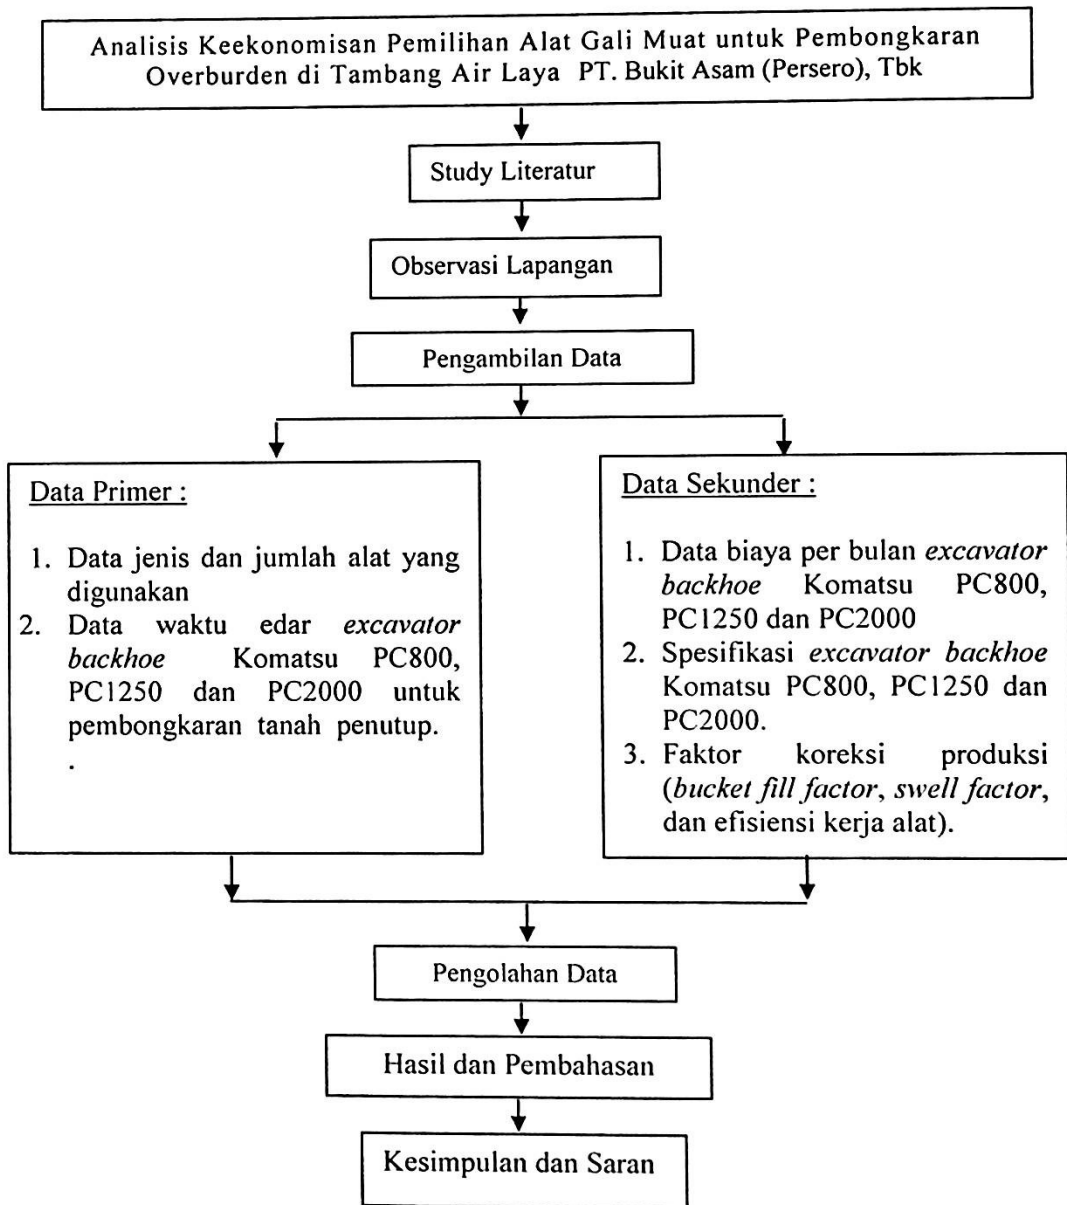 Analisis Keekonomisan Pemilihan Alat Gali Muat untuk Pembongkaran
Overburden di Tambang Air Laya PT. Bukit Asam (Persero), Tbk
Study Literatur
Observasi Lapangan
Pengambilan Data
Data Primer :
1. Data jenis dan jumlah alat yang
digunakan
2. Data waktu edar excavator
backhoe Komatsu PC800,
PC1250 dan PC2000 untuk
pembongkaran tanah penutup.
.
Data Sekunder :
1. Data biaya per bulan excavator
backhoe Komatsu PC800,
PC1250 dan PC2000
2. Spesifikasi excavator backhoe
Komatsu PC800, PC1250 dan
PC2000.
3. Faktor koreksi produksi
(bucket fill factor, swell factor,
dan efisiensi kerja alat).
Pengolahan Data
Hasil dan Pembahasan
Kesimpulan dan Saran